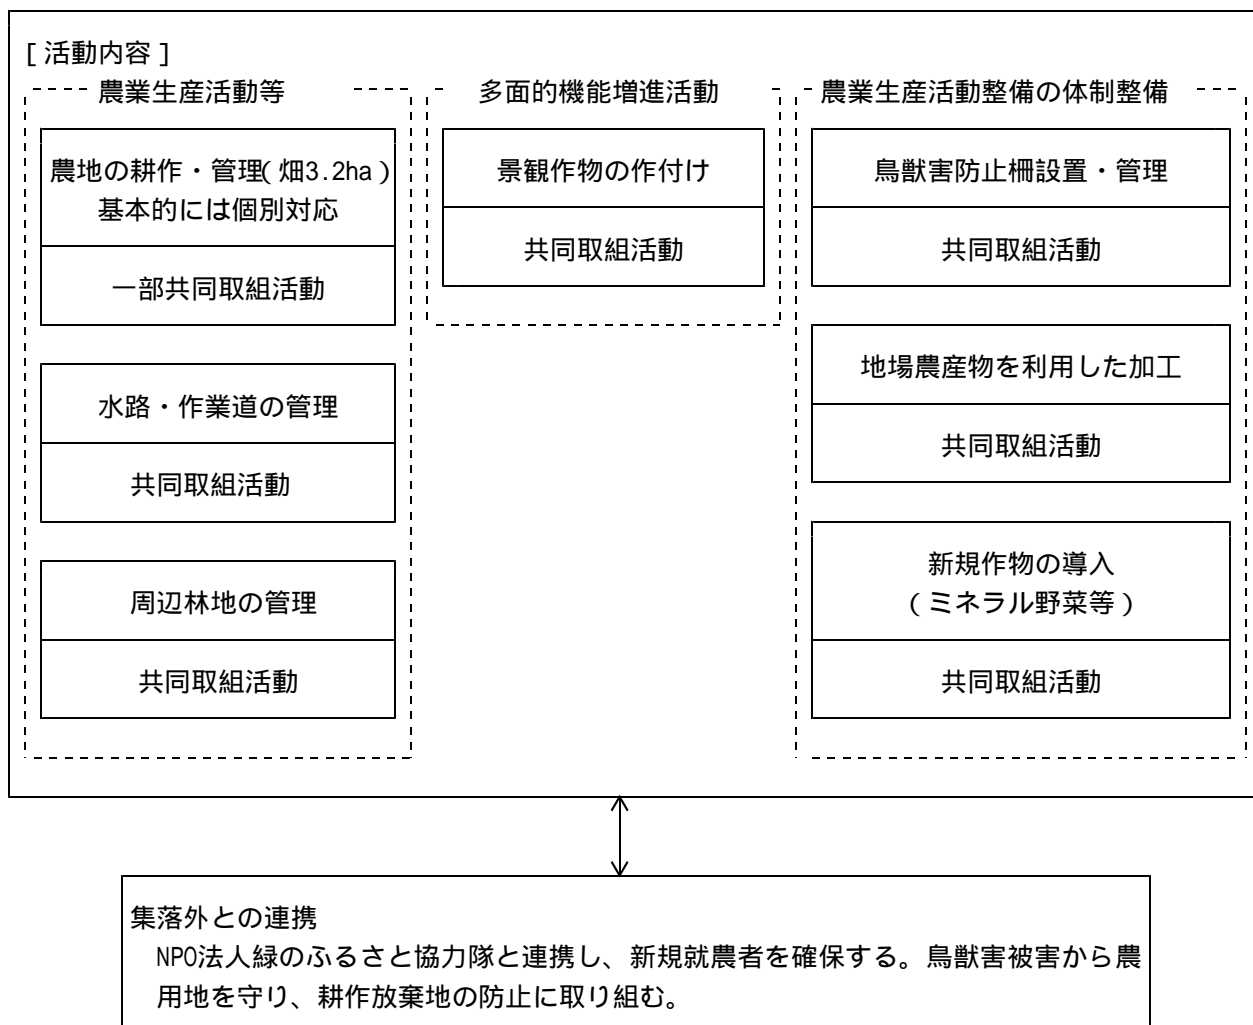 [活動内容]
農業生産活動等
農地の耕作・管理(畑3.2ha)
基本的には個別対応
一部共同取組活動
水路・作業道の管理
共同取組活動
周辺林地の管理
共同取組活動
多面的機能増進活動
景観作物の作付け
共同取組活動
農業生産活動整備の体制整備
鳥獣害防止柵設置・管理
共同取組活動
地場農産物を利用した加工
共同取組活動
新規作物の導入
(ミネラル野菜等)
共同取組活動
集落外との連携
NPO法人緑のふるさと協力隊と連携し、新規就農者を確保する。鳥獣害被害から農
用地を守り、耕作放棄地の防止に取り組む。